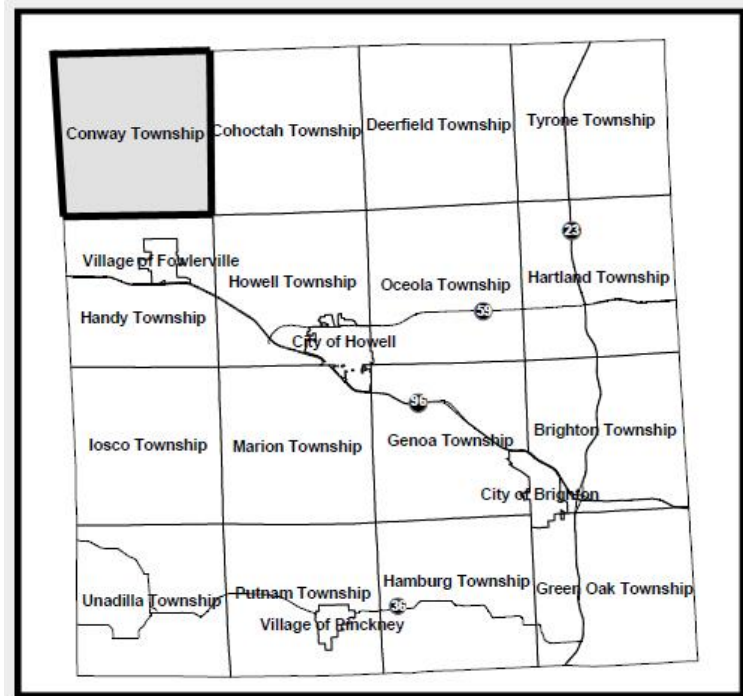 Conway Township
Cohoctah Township
Deerfield Township
Tyrone Township
23
Village of Fowlerville
Howell Township
Oceola Township
Hartland Township
Handy Township
59
City of Howell
96
Iosco Township
Marion Township
Genoa Township
Brighton Township
City of Brighton
Unadilla Township
Putnam Township
Hamburg Township
Green Oak Township
36
Village of Pinckney